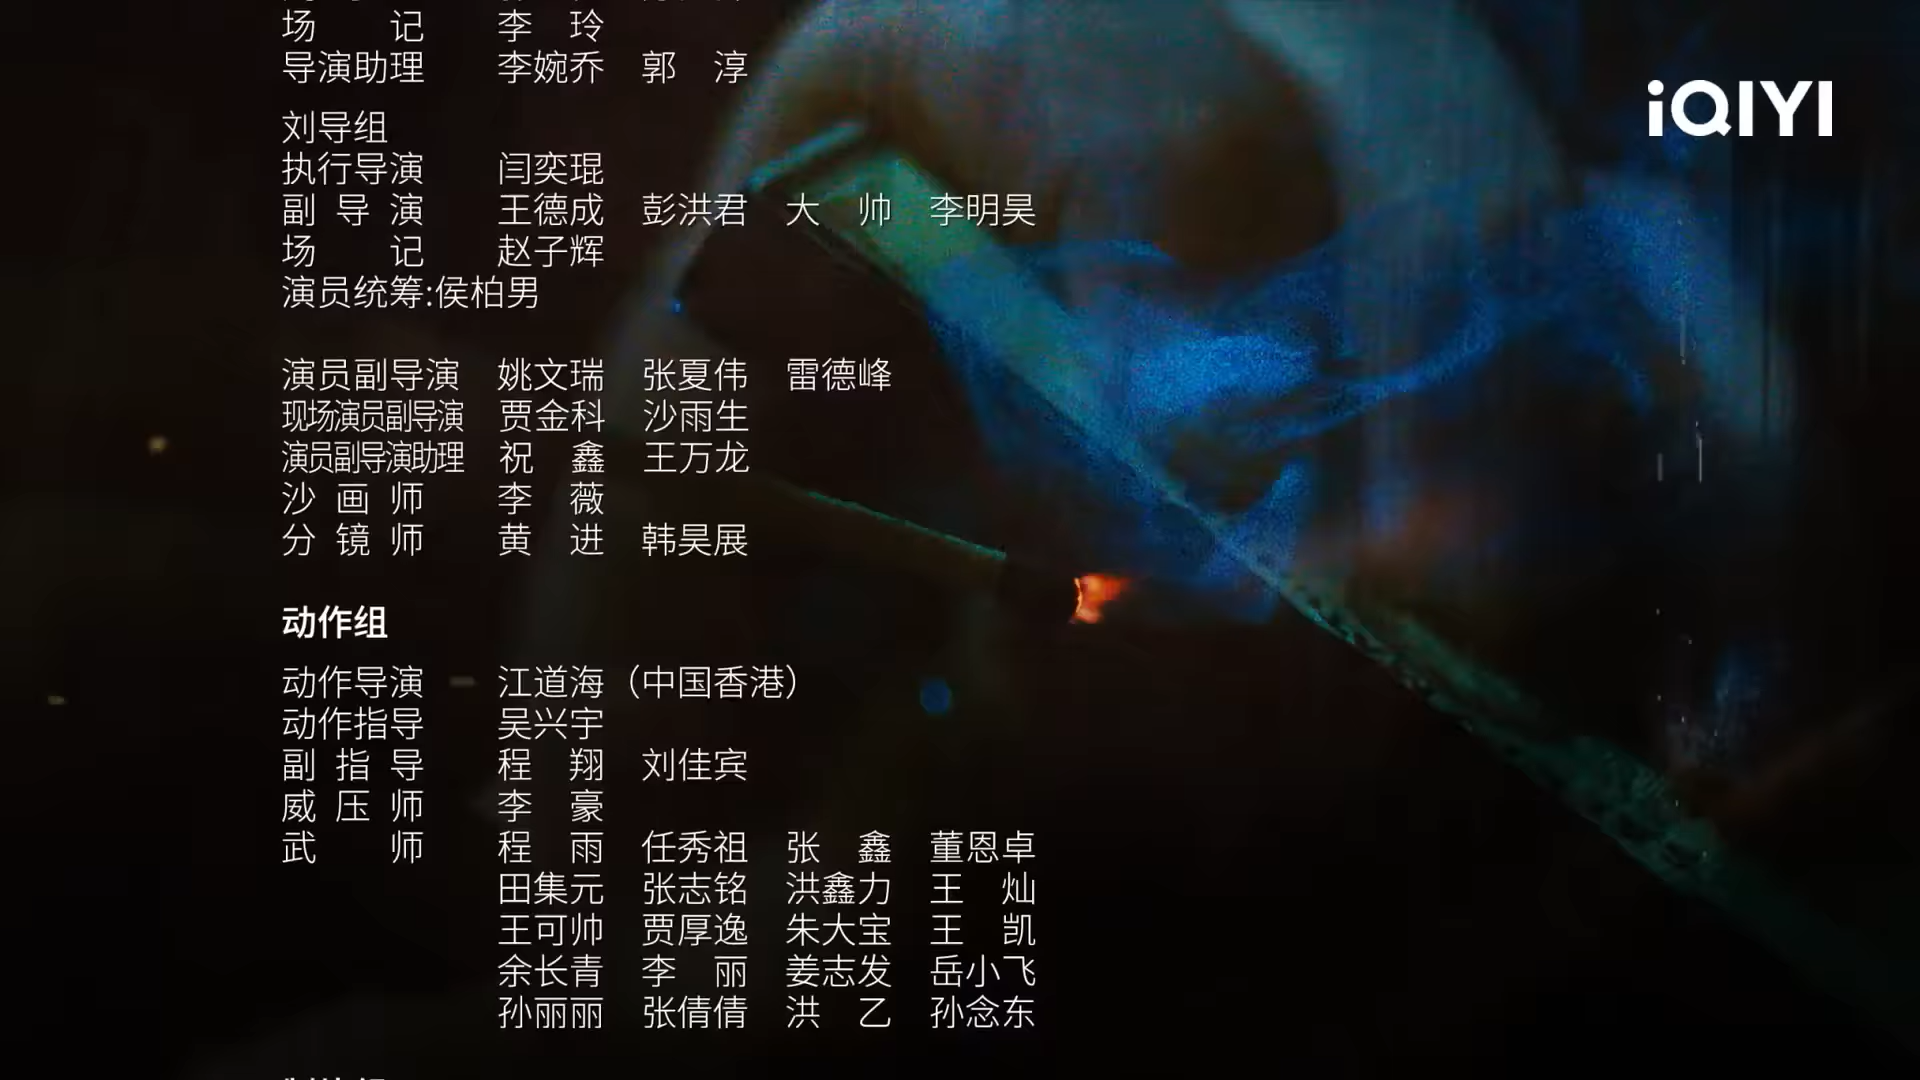 场记 李玲
导演助理 李婉乔 郭淳
iQIYI
刘导组
执行导演 闫奕琨
副导演 王德成 彭洪君 大帅 李明昊
场记 赵子辉
演员统筹:侯柏男
演员副导演 姚文瑞 张夏伟 雷德峰
现场演员副导演 贾金科 沙雨生
演员副导演助理 祝鑫 王万龙
沙画师 李薇
分镜师 黄进 韩昊展
动作组
动作导演 江道海（中国香港）
动作指导 吴兴宇
副指导 程翔 刘佳宾
威压师 李豪
武师 程雨 任秀祖 张鑫 董恩卓
田集元 张志铭 洪鑫力 王灿
王可帅 贾厚逸 朱大宝 王凯
余长青 李丽 姜志发 岳小飞
孙丽丽 张倩倩 洪乙 孙念东